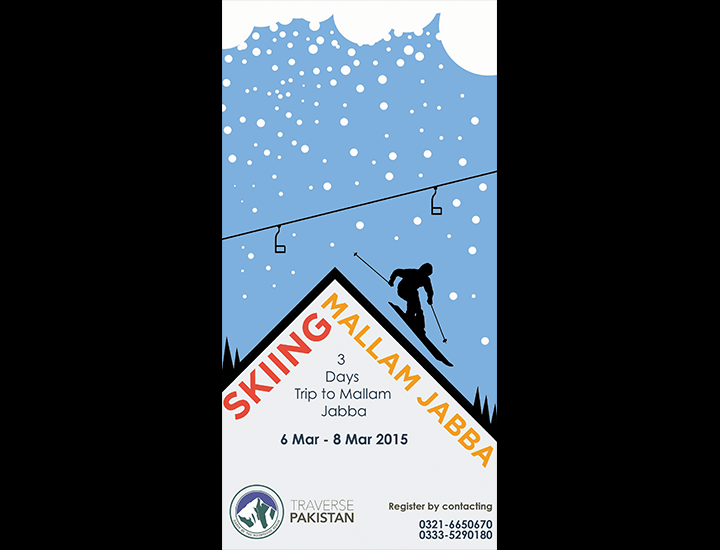 SKIING
MALLAM JABBA
3
Days
Trip to Mallam
Jabba
6 Mar - 8 Mar 2015
TRAVERSE
PAKISTAN
Register by contacting
0321-6650670
0333-5290180